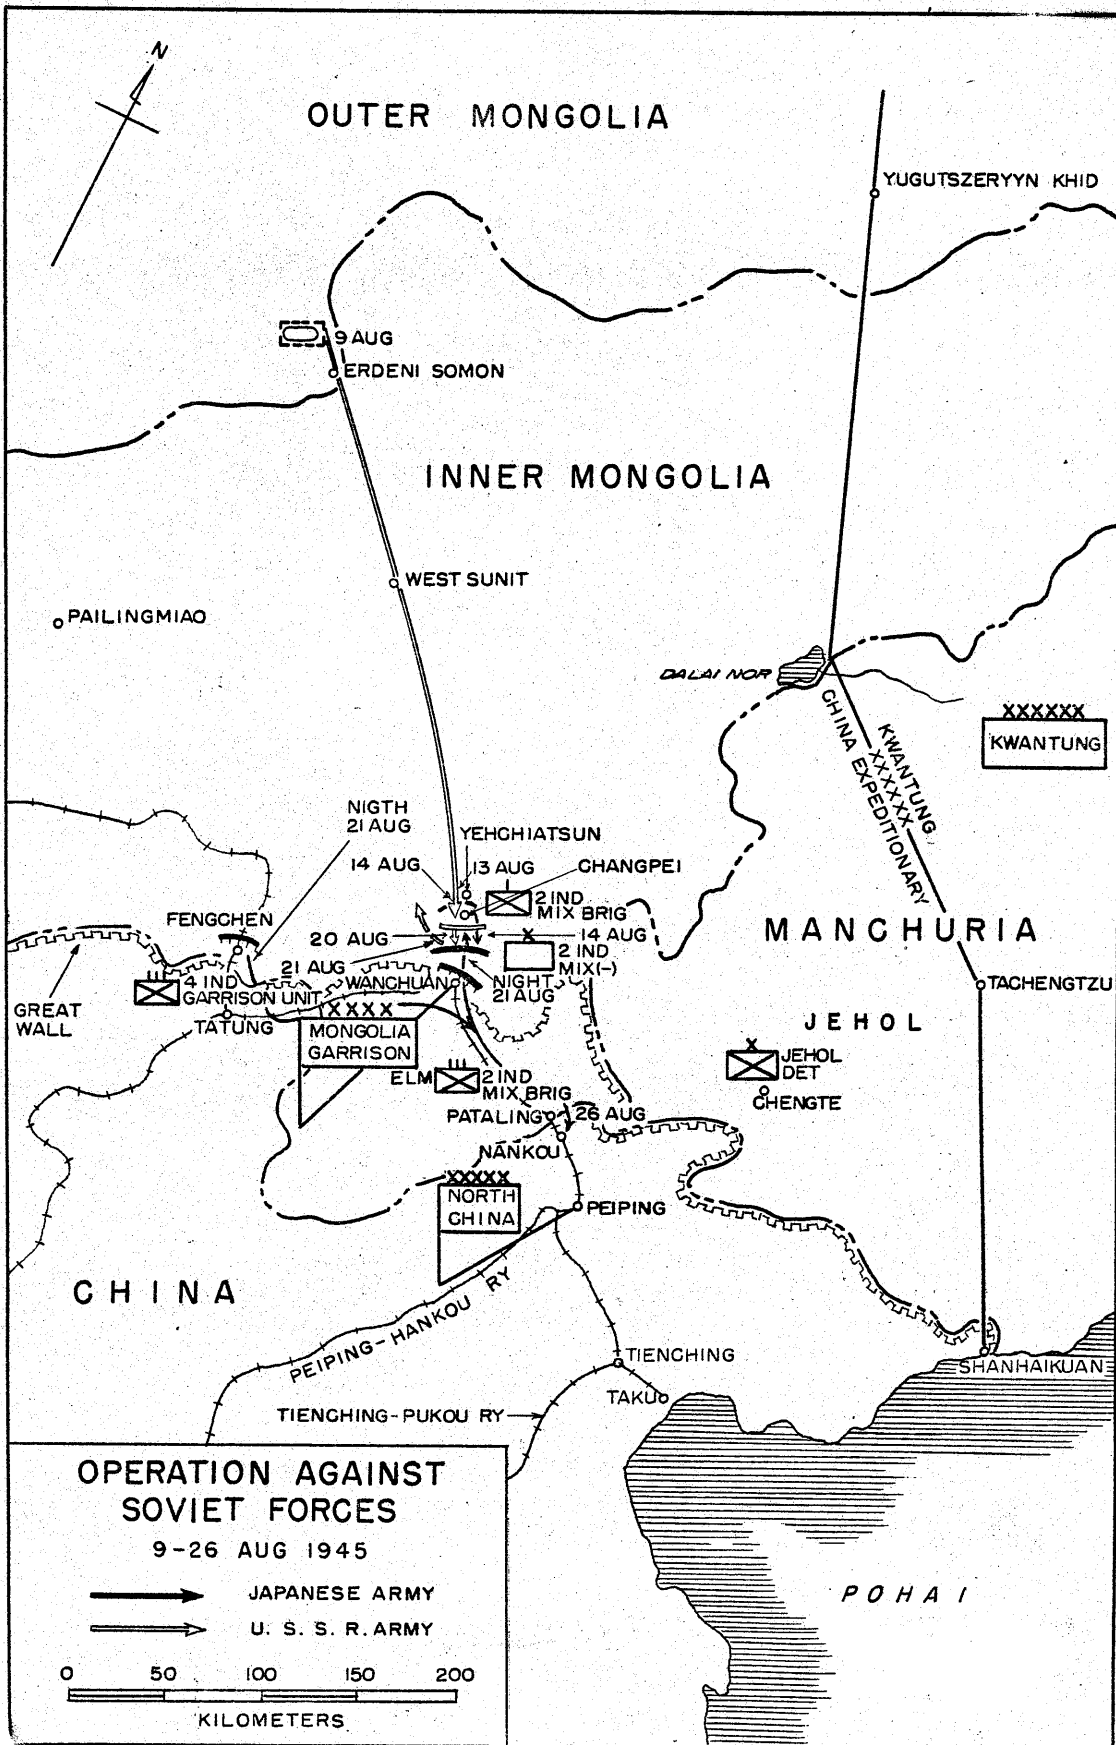 N
OUTER MONGOLIA
YUGUTSZERYYN KHID
9 AUG
ERDENI SOMON
INNER MONGOLIA
WEST SUNIT
PAILINGMIAO
DALAI NOR
XXXXXX
KWANTUNG
KWANTUNG
XXXXXX
CHINA EXPEDITIONARY
NIGTH
21 AUG
YEHCHIATSUN
14 AUG
13 AUG
CHANGPEI
2 IND
MIX BRIG
FENGCHEN
20 AUG
14 AUG
X
2 IND
MIX(-)
MANCHURIA
21 AUG
WANCHUAN
NIGHT
21 AUG
4 IND
GARRISON UNIT
GREAT
WALL
TATUNG
TACHENGTZU
JEHOL
XXXX
MONGOLIA
GARRISON
X
JEHOL
DET
CHENGTE
ELM
2 IND
MIX BRIG
PATALING
26 AUG
NANKOU
XXXXX
NORTH
CHINA
PEIPING
CHINA
PEIPING-HANKOU RY
TIENCHING
SHANHAIKUAN
TAKU
TIENCHING-PUKOU RY
POHAI
OPERATION AGAINST
SOVIET FORCES
9-26 AUG 1945
JAPANESE ARMY
U. S. S. R. ARMY
0 50 100 150 200
KILOMETERS